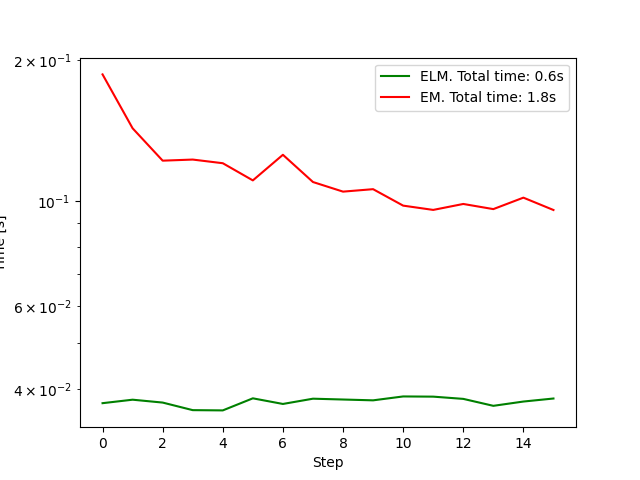 ELM. Total time: 0.6s
EM. Total time: 1.8s
2 × 10⁻¹
10⁻¹
6 × 10⁻²
4 × 10⁻²
Time [s]
0 2 4 6 8 10 12 14
Step